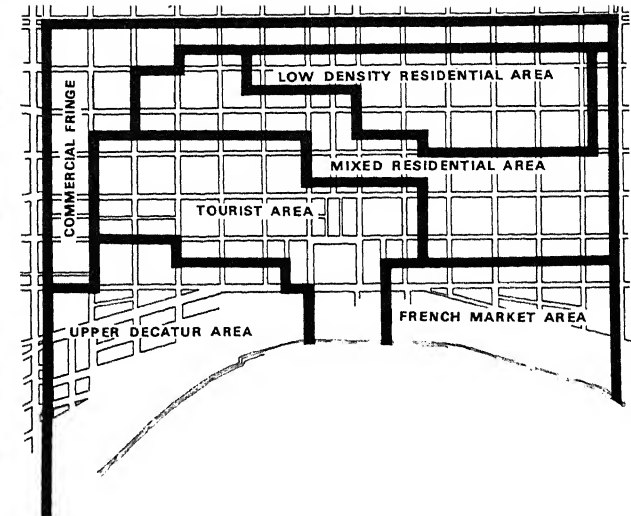 LOW DENSITY RESIDENTIAL AREA
COMMERCIAL FRINGE
MIXED RESIDENTIAL AREA
TOURIST AREA
FRENCH MARKET AREA
UPPER DECATUR AREA